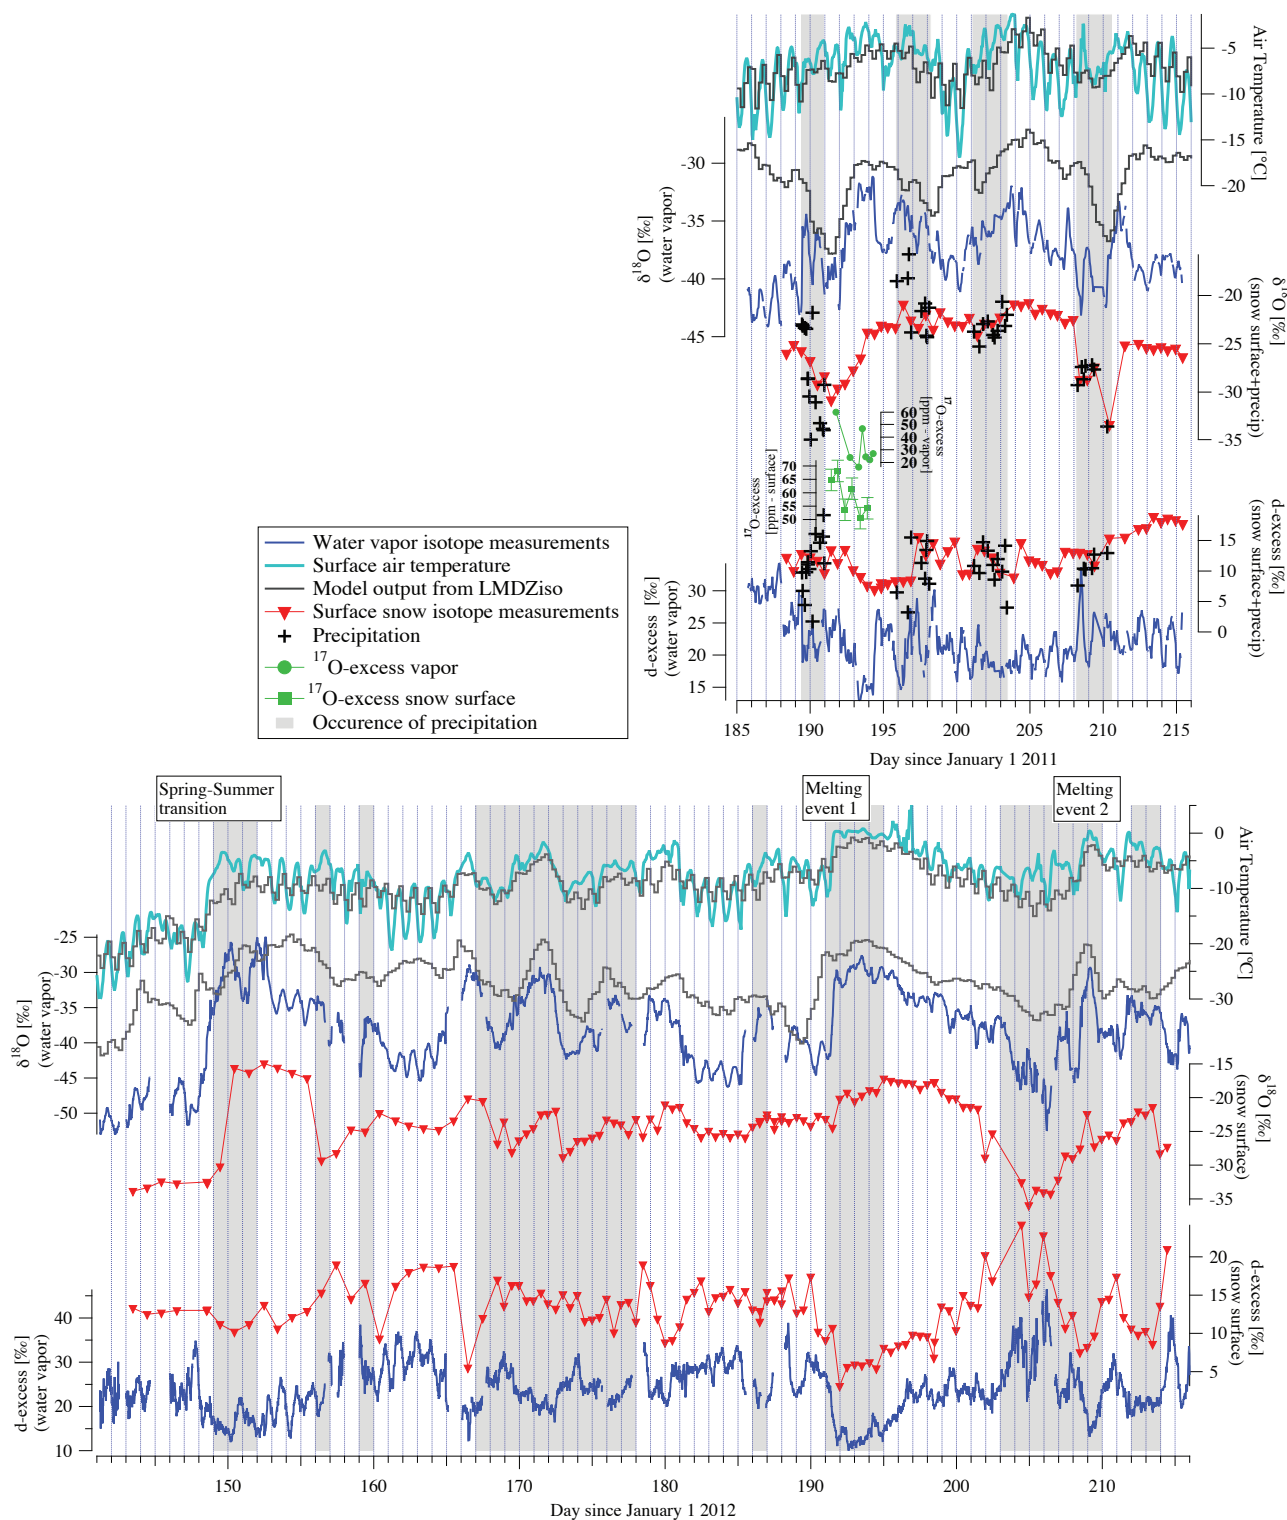 -5
-10
-15
-20
Air Temperature [°C]
-30
-35
-40
-45
δ18O [‰]
(water vapor)
-20
-25
-30
-35
δ18O [‰]
(snow surface+precip)
60
50
40
30
20
17O-excess
[ppm - vapor]
70
65
60
55
50
17O-excess
[ppm - surface]
15
10
5
0
d-excess [‰]
(snow surface+precip)
30
25
20
15
d-excess [‰]
(water vapor)
185
190
195
200
205
210
215
Day since January 1 2011
Water vapor isotope measurements
Surface air temperature
Model output from LMDZiso
Surface snow isotope measurements
Precipitation
17O-excess vapor
17O-excess snow surface
Occurence of precipitation
Spring-Summer
transition
Melting
event 1
Melting
event 2
0
-10
-20
-30
Air Temperature [°C]
-25
-30
-35
-40
-45
-50
δ18O [‰]
(water vapor)
-15
-20
-25
-30
-35
δ18O [‰]
(snow surface)
20
15
10
5
d-excess [‰]
(snow surface)
40
30
20
10
d-excess [‰]
(water vapor)
150
160
170
180
190
200
210
Day since January 1 2012